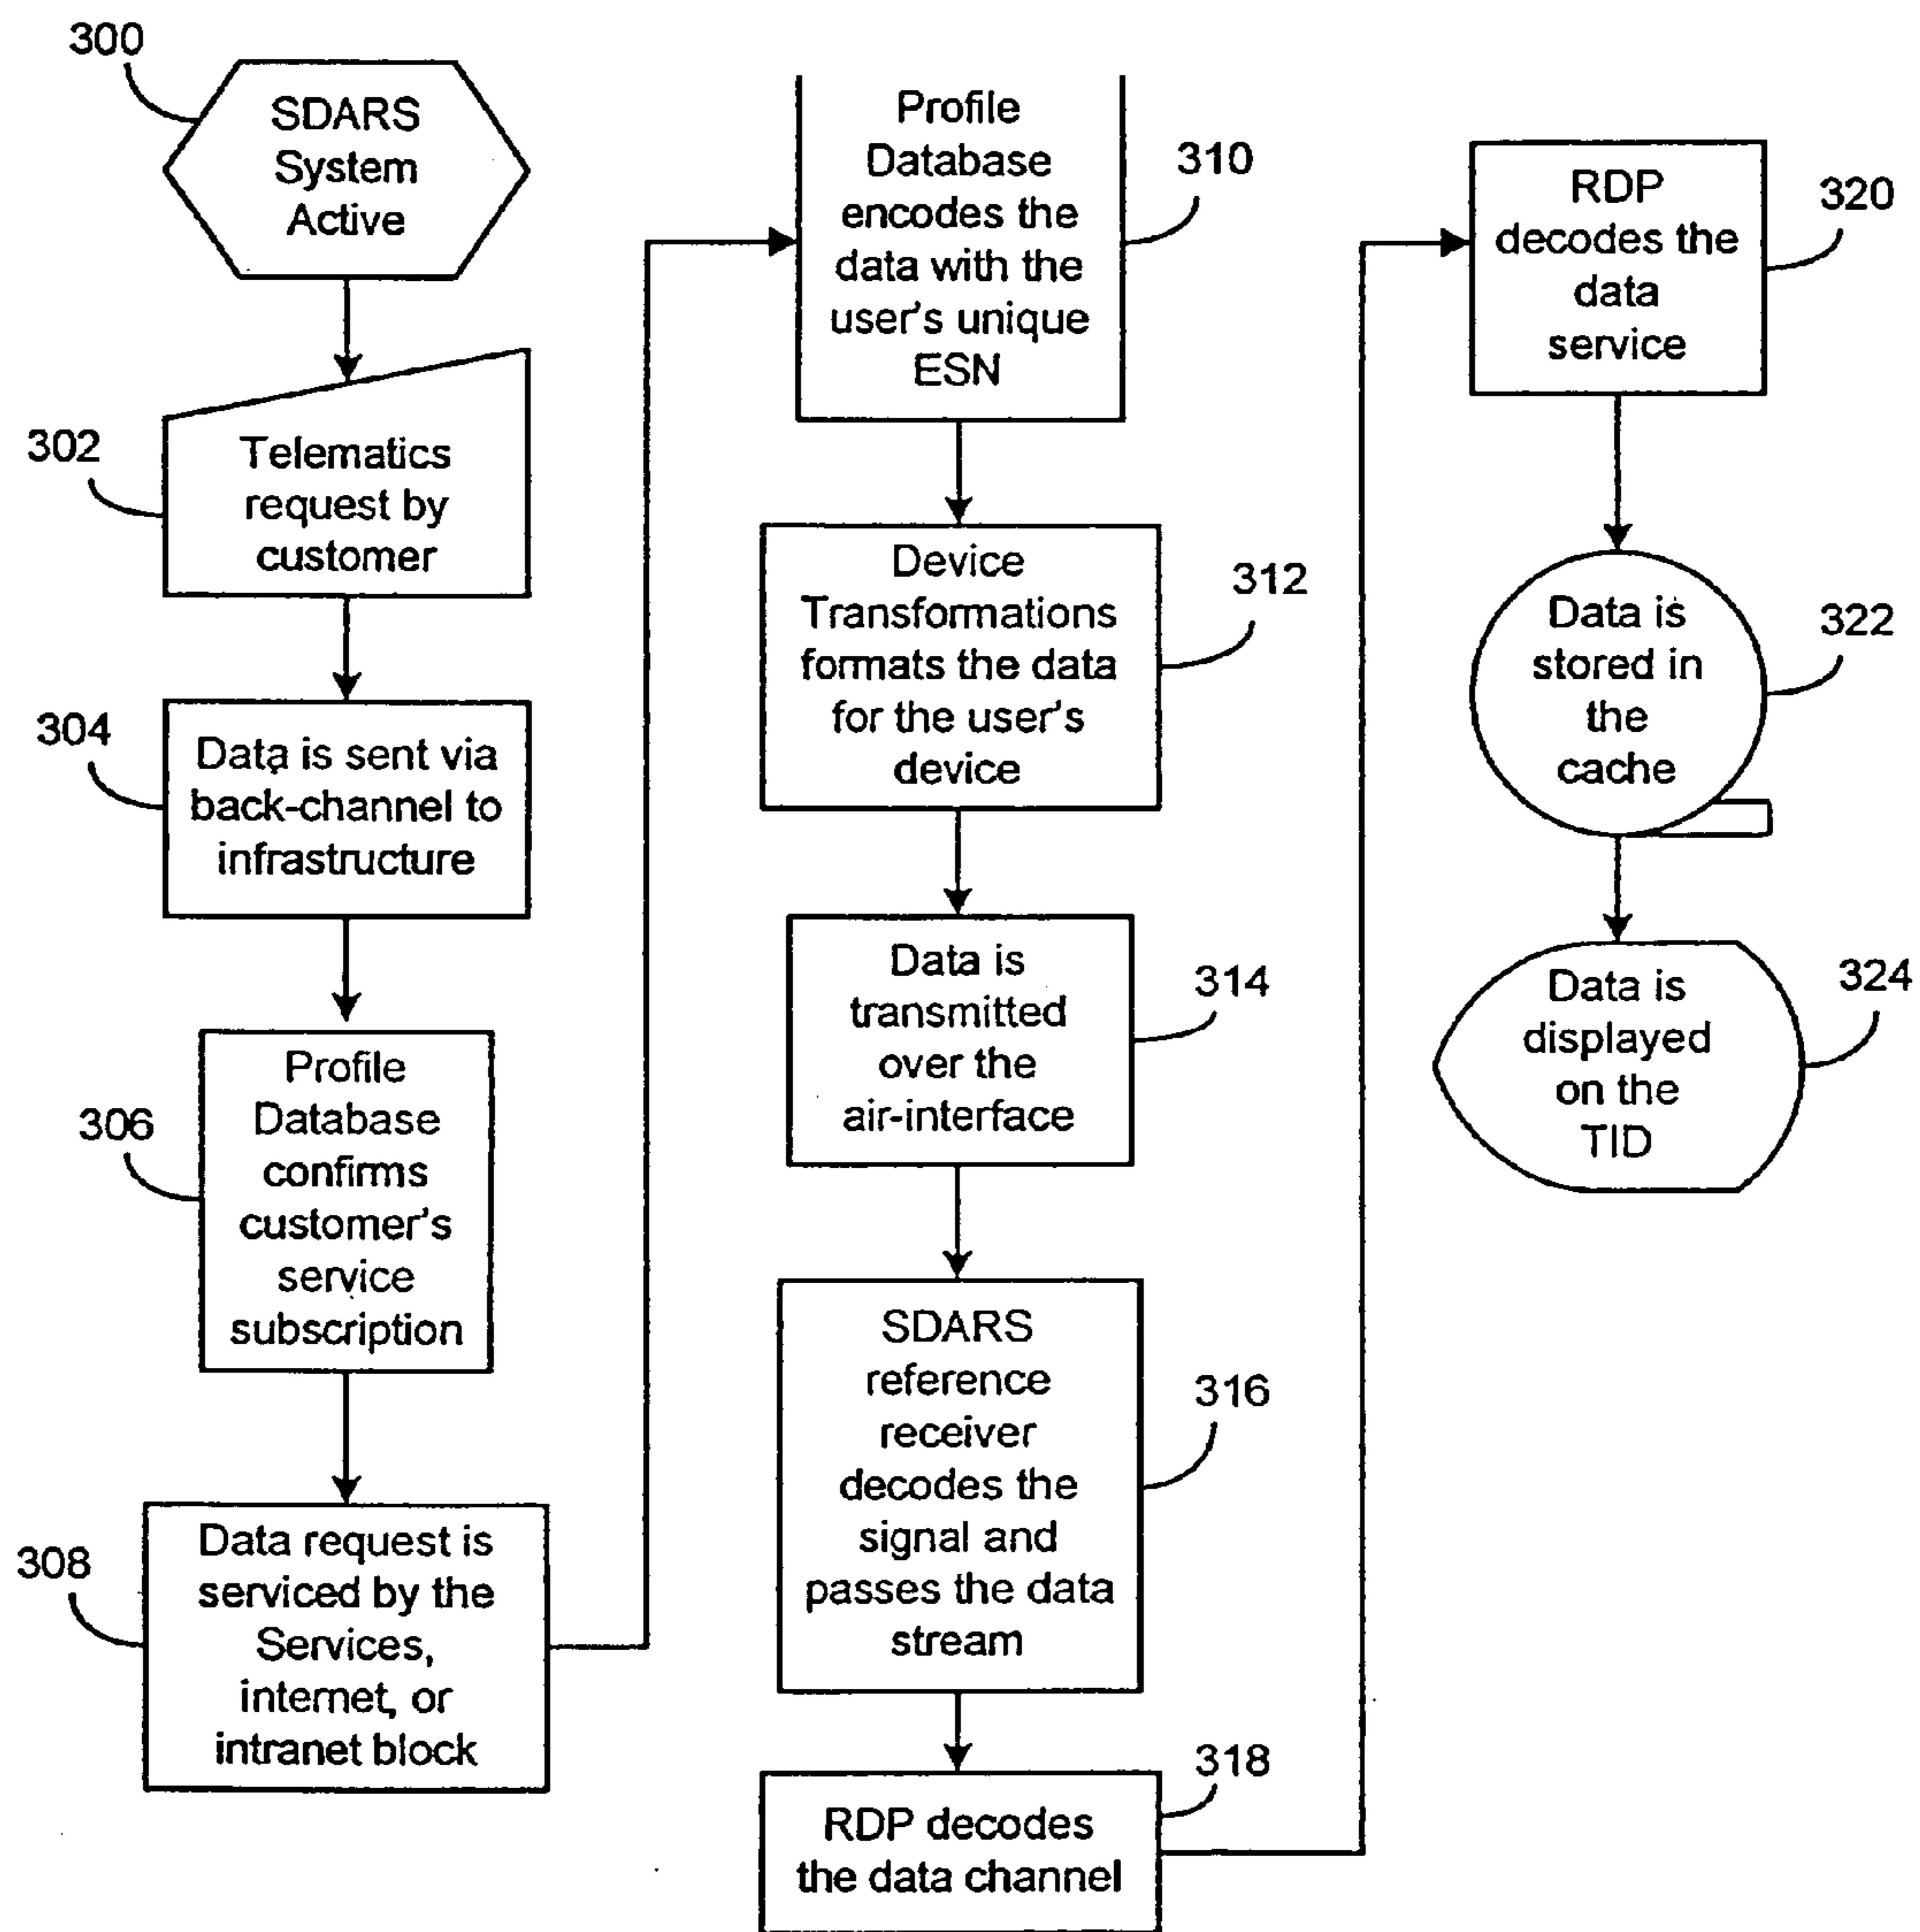 300
SDARS
System
Active
302
Telematics
request by
customer
304
Data is sent via
back-channel to
infrastructure
306
Profile
Database
confirms
customer's
service
subscription
308
Data request is
serviced by the
Services,
internet, or
intranet block
310
Profile
Database
encodes the
data with the
user's unique
ESN
312
Device
Transformations
formats the data
for the user's
device
314
Data is
transmitted
over the
air-interface
316
SDARS
reference
receiver
decodes the
signal and
passes the data
stream
318
RDP decodes
the data channel
320
RDP
decodes the
data
service
322
Data is
stored in
the
cache
324
Data is
displayed
on the
TID